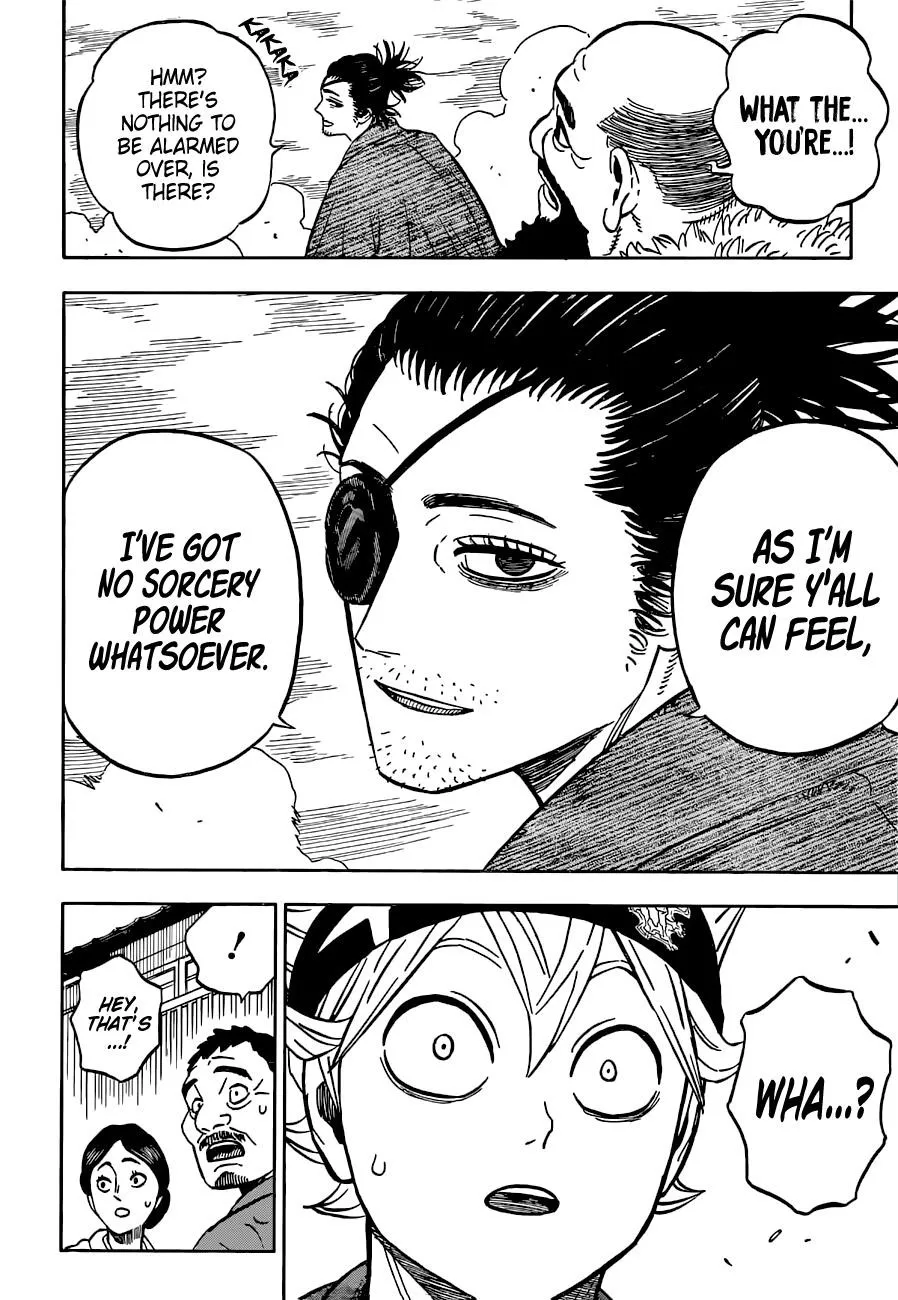 WHAT THE...
YOU'RE...!
KAKAKA
HMM?
THERE'S
NOTHING TO
BE ALARMED
OVER, IS
THERE?
AS I'M
SURE Y'ALL
CAN FEEL,
I'VE GOT
NO SORCERY
POWER
WHATSOEVER.
WHA...?
!
HEY,
THAT'S
...!